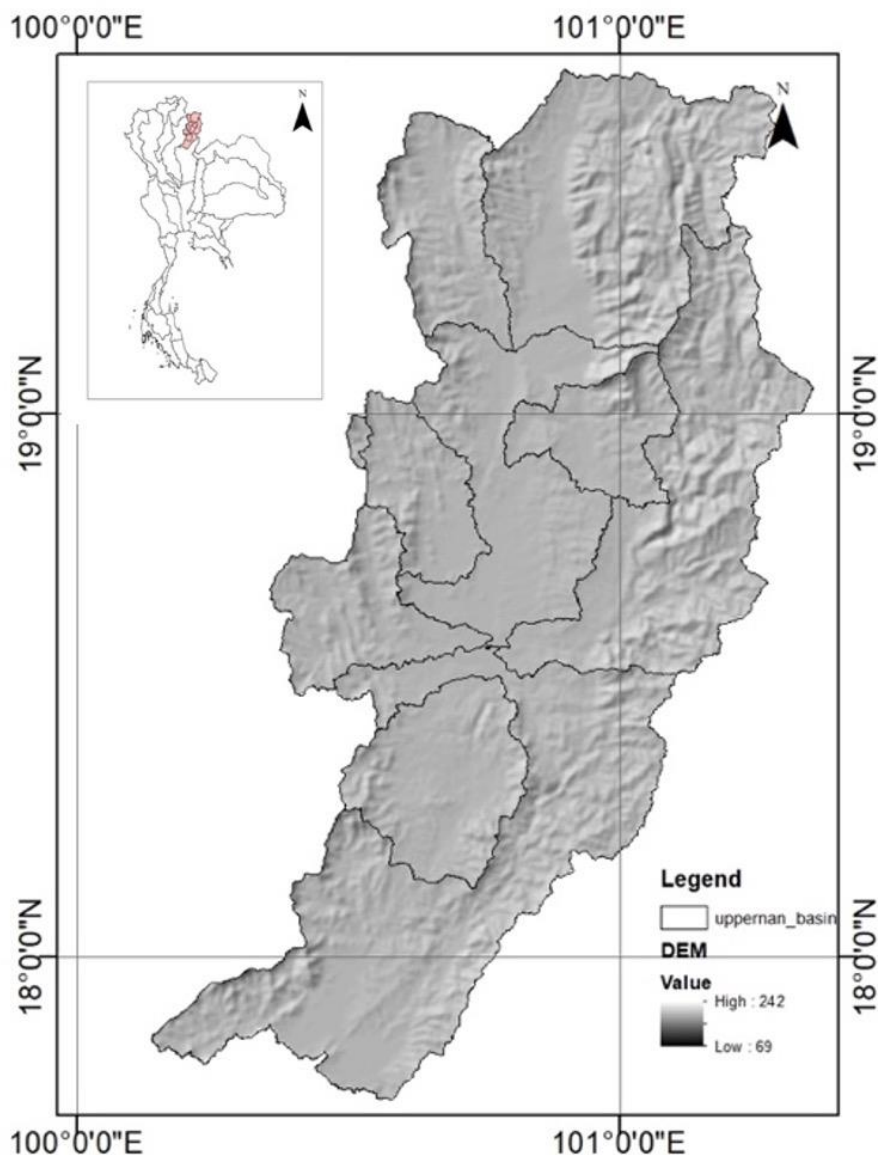 100°0'0"E 101°0'0"E
N
N
19°0'0"N 19°0'0"N
Legend
uppernan_basin
DEM
Value
High : 242
Low : 69
18°0'0"N 18°0'0"N
100°0'0"E 101°0'0"E